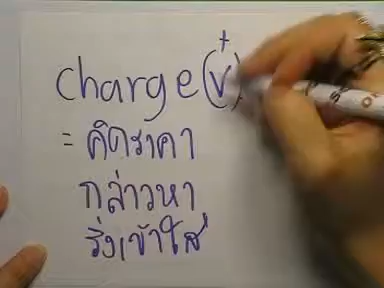 charge (v)
= คิดราคา
กล่าวหา
วิ่งเข้าใส่